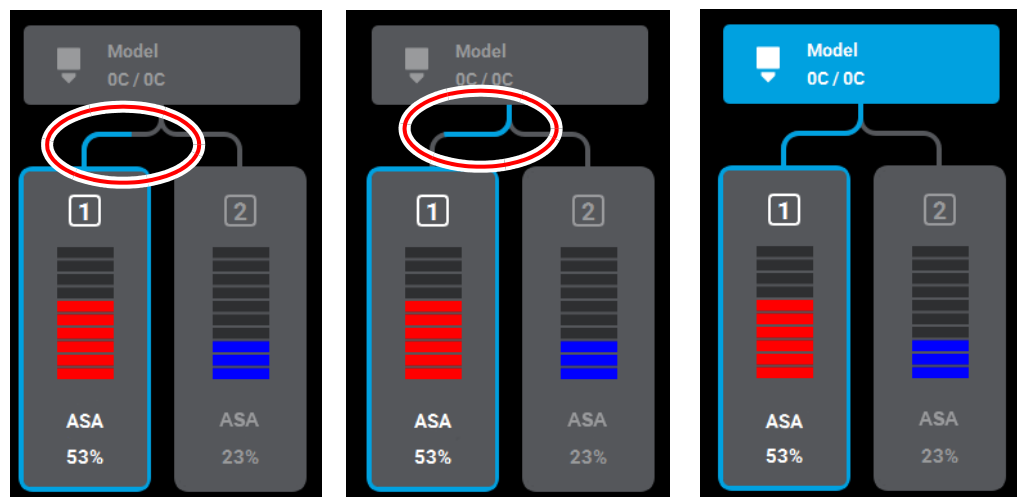 Model
0C / 0C
1
2
ASA
ASA
53%
23%
Model
0C / 0C
1
2
ASA
ASA
53%
23%
Model
0C / 0C
1
2
ASA
ASA
53%
23%